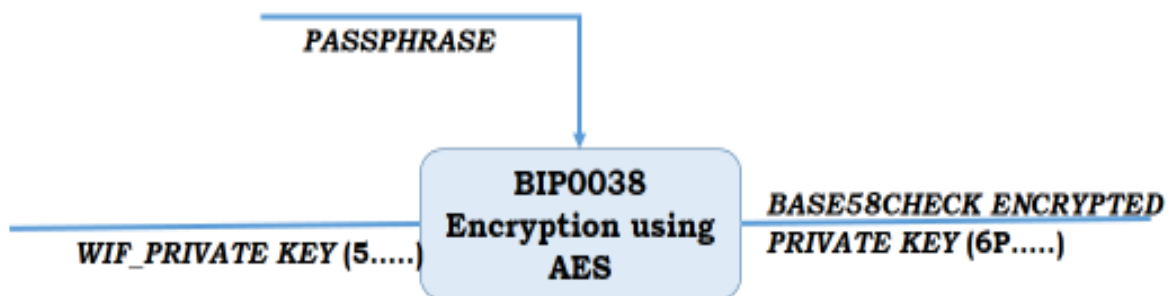 PASSPHRASE
WIF_PRIVATE KEY (5.....)
BIP0038
Encryption using
AES
BASE58CHECK ENCRYPTED
PRIVATE KEY (6P.....)